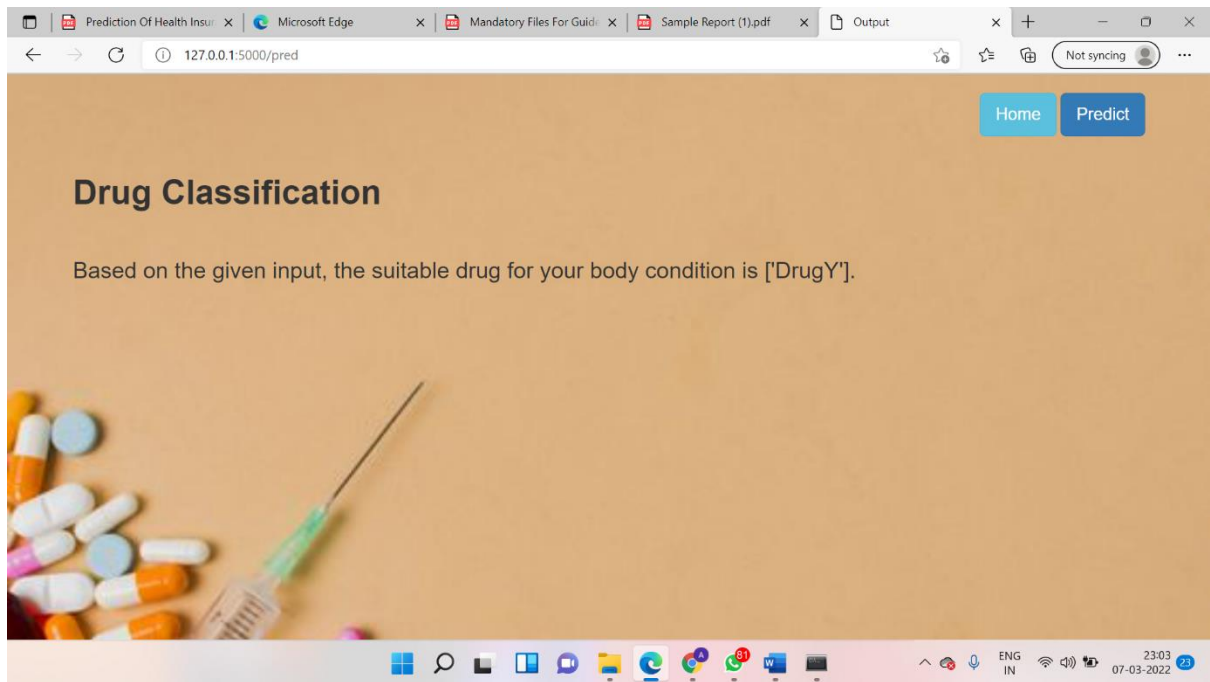 Prediction Of Health Insur
Microsoft Edge
Mandatory Files For Guid
Sample Report (1).pdf
Output
127.0.0.1:5000/pred
Not syncing
Home
Predict
Drug Classification
Based on the given input, the suitable drug for your body condition is ['DrugY'].
81
ENG
IN
23:03
07-03-2022
23